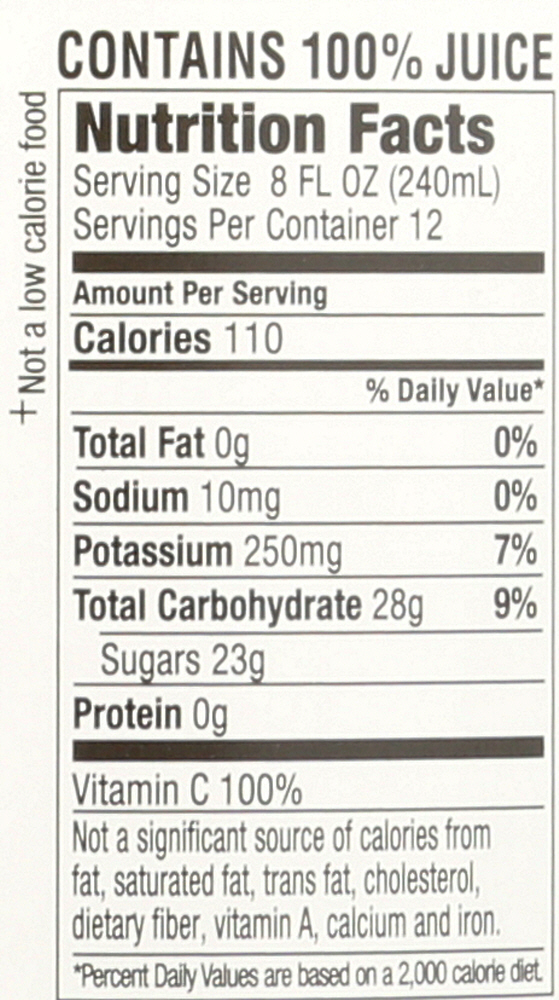 CONTAINS 100% JUICE
+Not a low calorie food
Nutrition Facts
Serving Size 8 FL OZ (240mL)
Servings Per Container 12
Amount Per Serving
Calories 110
% Daily Value*
Total Fat 0g 0%
Sodium 10mg 0%
Potassium 250mg 7%
Total Carbohydrate 28g 9%
Sugars 23g
Protein 0g
Vitamin C 100%
Not a significant source of calories from
fat, saturated fat, trans fat, cholesterol,
dietary fiber, vitamin A, calcium and iron.
*Percent Daily Values are based on a 2,000 calorie diet.